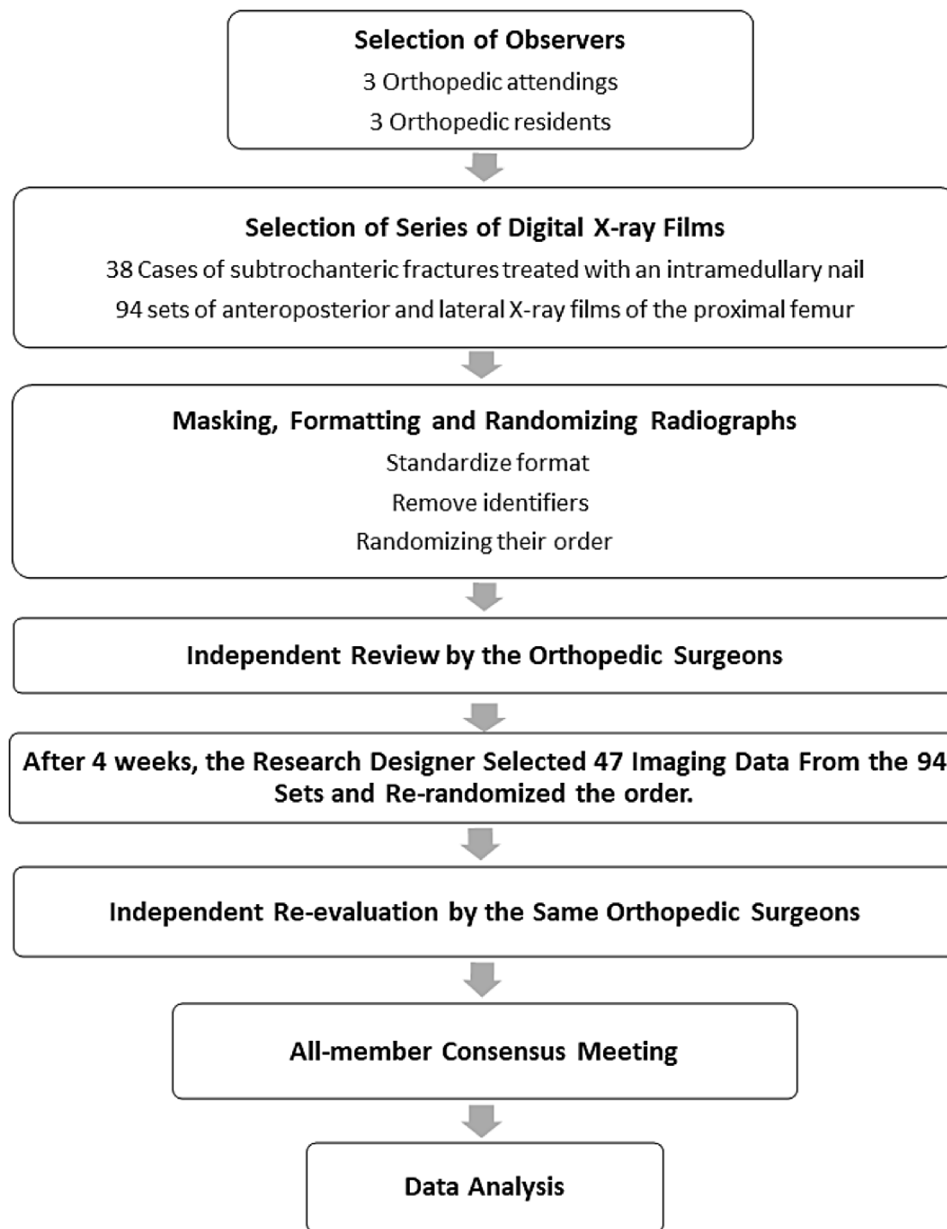 Selection of Observers
3 Orthopedic attendings
3 Orthopedic residents
Selection of Series of Digital X-ray Films
38 Cases of subtrochanteric fractures treated with an intramedullary nail
94 sets of anteroposterior and lateral X-ray films of the proximal femur
Masking, Formatting and Randomizing Radiographs
Standardize format
Remove identifiers
Randomizing their order
Independent Review by the Orthopedic Surgeons
After 4 weeks, the Research Designer Selected 47 Imaging Data From the 94
Sets and Re-randomized the order.
Independent Re-evaluation by the Same Orthopedic Surgeons
All-member Consensus Meeting
Data Analysis